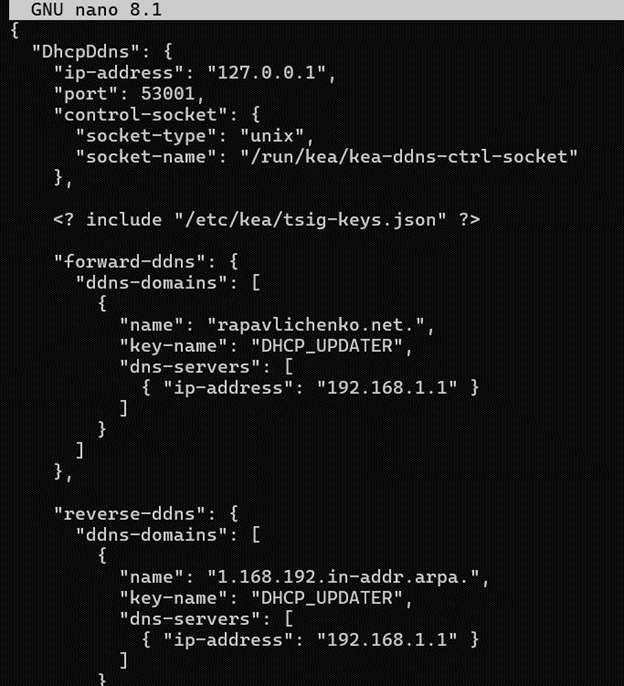 GNU nano 8.1
{
"DhcpDdns": {
"ip-address": "127.0.0.1",
"port": 53001,
"control-socket": {
"socket-type": "unix",
"socket-name": "/run/kea/kea-ddns-ctrl-socket"
},
<? include "/etc/kea/tsig-keys.json" ?>
"forward-ddns": {
"ddns-domains": [
{
"name": "rapavlichenko.net.",
"key-name": "DHCP_UPDATER",
"dns-servers": [
{ "ip-address": "192.168.1.1" }
]
}
]
},
"reverse-ddns": {
"ddns-domains": [
{
"name": "1.168.192.in-addr.arpa.",
"key-name": "DHCP_UPDATER",
"dns-servers": [
{ "ip-address": "192.168.1.1" }
]
}